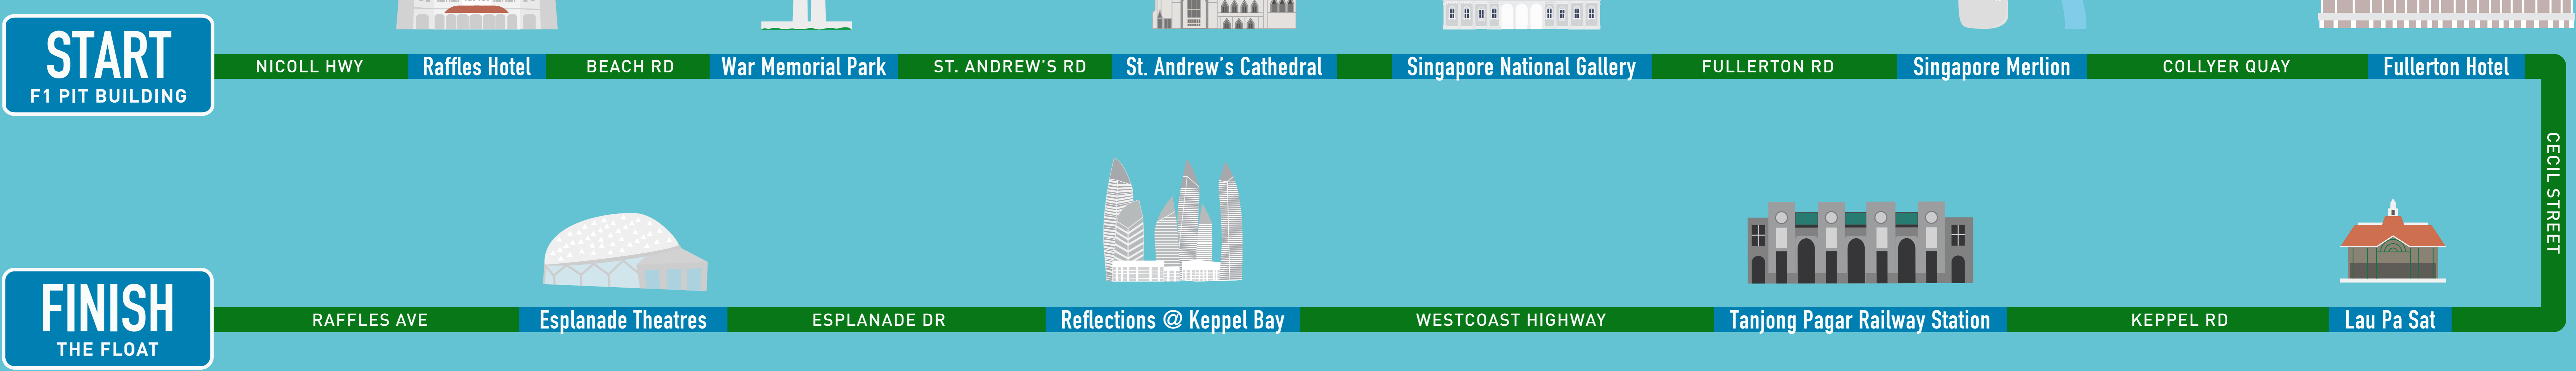 START
F1 PIT BUILDING
NICOLL HWY
Raffles Hotel
BEACH RD
War Memorial Park
ST. ANDREW'S RD
St. Andrew's Cathedral
Singapore National Gallery
FULLERTON RD
Singapore Merlion
COLLYER QUAY
Fullerton Hotel
CECIL STREET
FINISH
THE FLOAT
RAFFLES AVE
Esplanade Theatres
ESPLANADE DR
Reflections @ Keppel Bay
WESTCOAST HIGHWAY
Tanjong Pagar Railway Station
KEPPEL RD
Lau Pa Sat